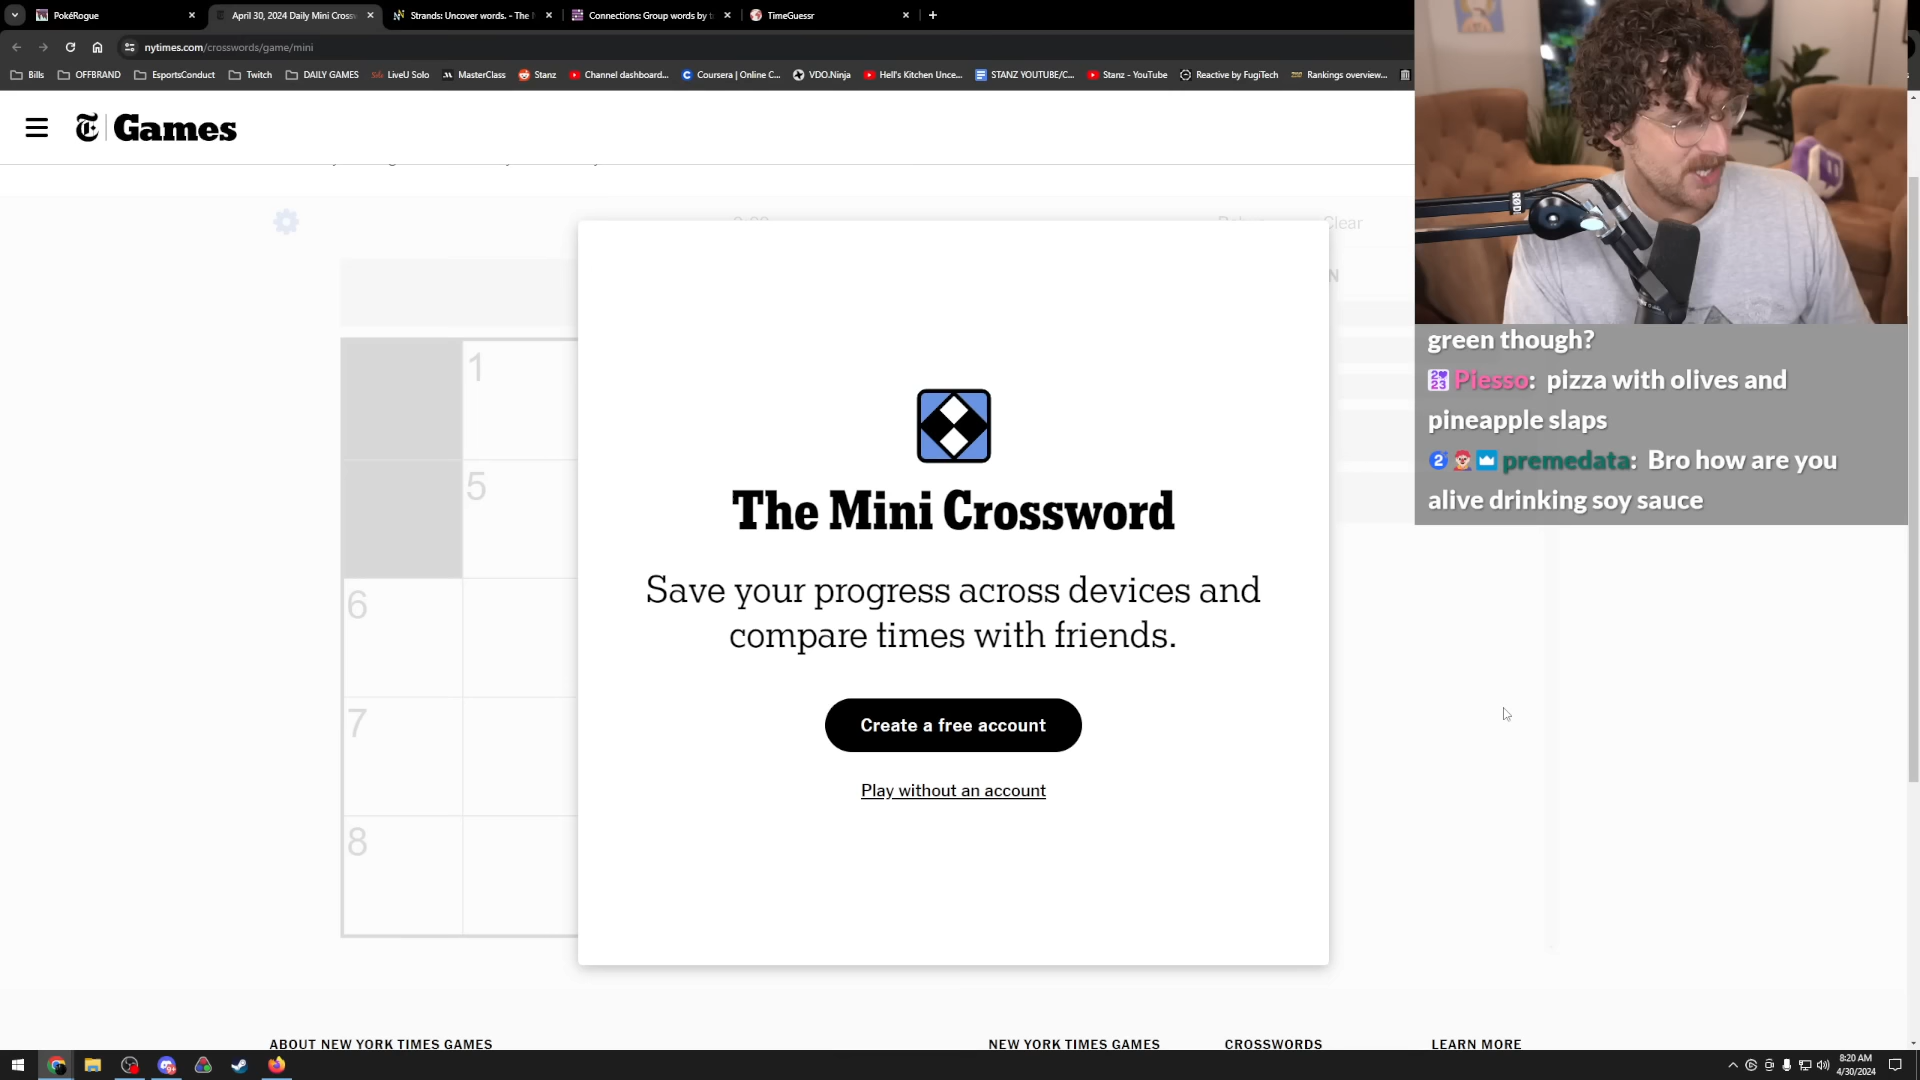 PokéRogue
April 30, 2024 Daily Mini Cross
Strands: Uncover words. - The
Connections: Group words by
TimeGuessr
nytimes.com/crosswords/game/mini
Bills
OFFBRAND
EsportsConduct
Twitch
DAILY GAMES
LiveU Solo
MasterClass
Stanz
Channel dashboard...
Coursera | Online C...
VDO.Ninja
Hell's Kitchen Unce...
STANZ YOUTUBE/C...
Stanz - YouTube
Reactive by FugiTech
Rankings overview...
Games
Clear
N
1
5
6
7
8
The Mini Crossword
Save your progress across devices and
compare times with friends.
Create a free account
Play without an account
RØDE
green though?
Piesso: pizza with olives and
pineapple slaps
2 premedata: Bro how are you
alive drinking soy sauce
ABOUT NEW YORK TIMES GAMES
NEW YORK TIMES GAMES
CROSSWORDS
LEARN MORE
8:20 AM
4/30/2024